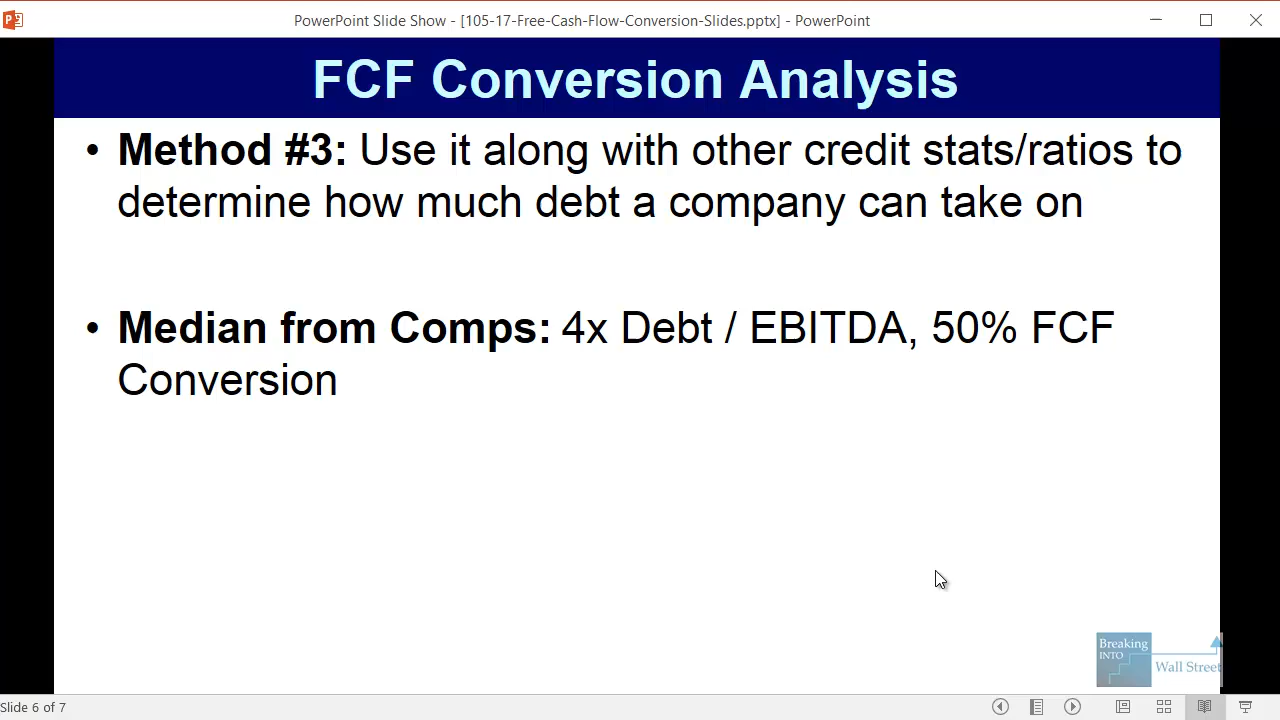 PowerPoint Slide Show - [105-17-Free-Cash-Flow-Conversion-Slides.pptx] - PowerPoint
FCF Conversion Analysis
• Method #3: Use it along with other credit stats/ratios to
determine how much debt a company can take on
• Median from Comps: 4x Debt / EBITDA, 50% FCF
Conversion
Breaking
INTO
Wall Street
Slide 6 of 7